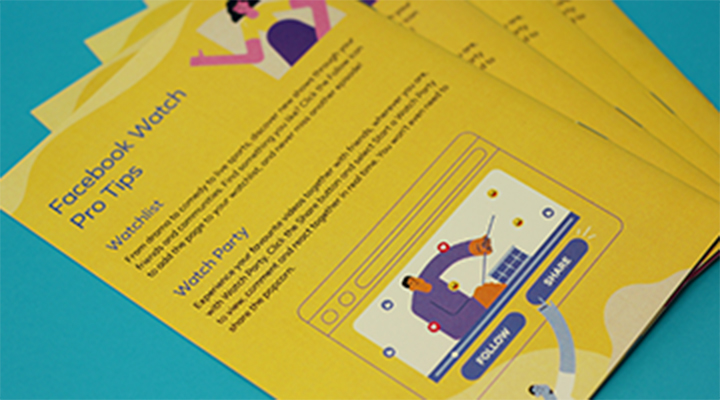 Facebook Watch
Pro Tips
Watchlist
From drama to comedy to live sports, discover new shows through your
friends and communities. Find something you like? Click the Follow icon
to add the page to your watchlist, and never miss another episode!
Watch Party
Experience your favourite videos together with friends, wherever you are,
with Watch Party. Click the Share button and select Start a Watch Party
to view, comment and react together in real time. You won't even need to
share the popcorn.
FOLLOW
SHARE